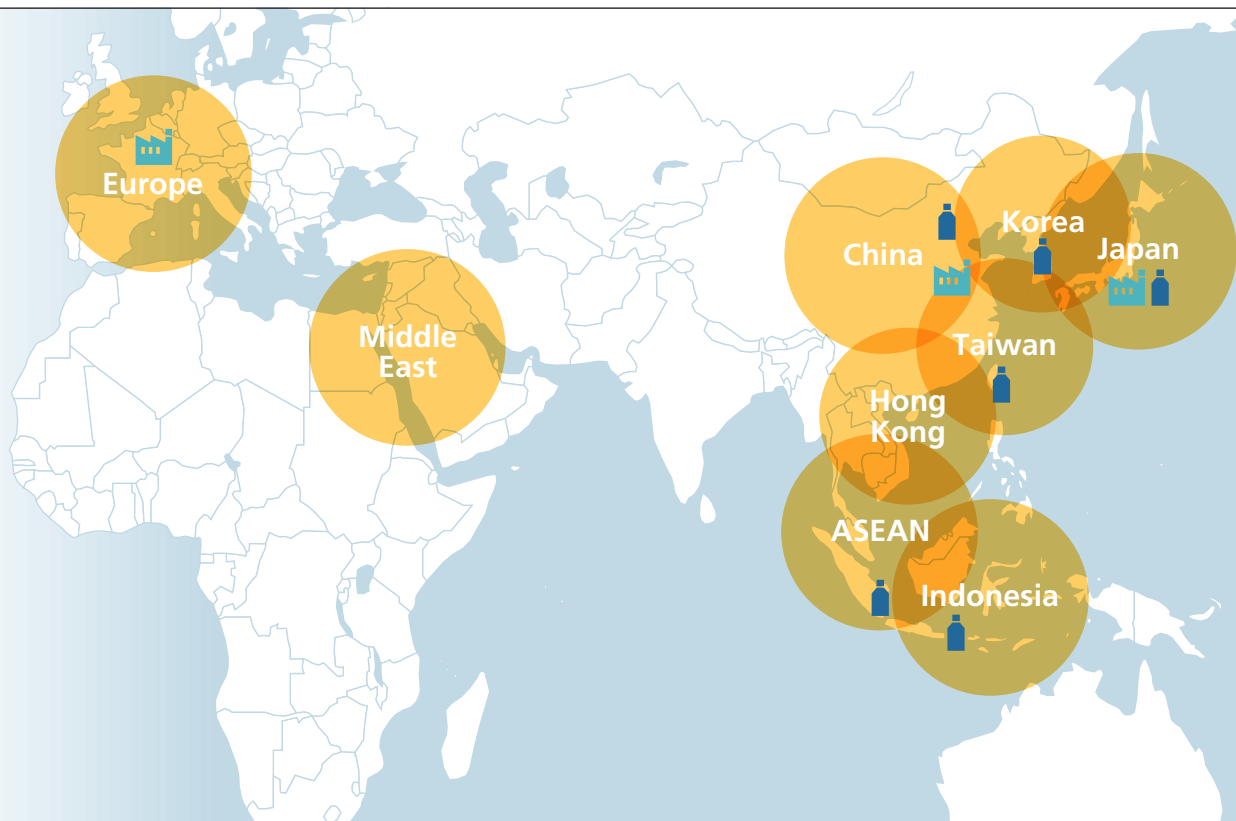 Europe
Middle
East
China
Korea
Japan
Taiwan
Hong
Kong
ASEAN
Indonesia